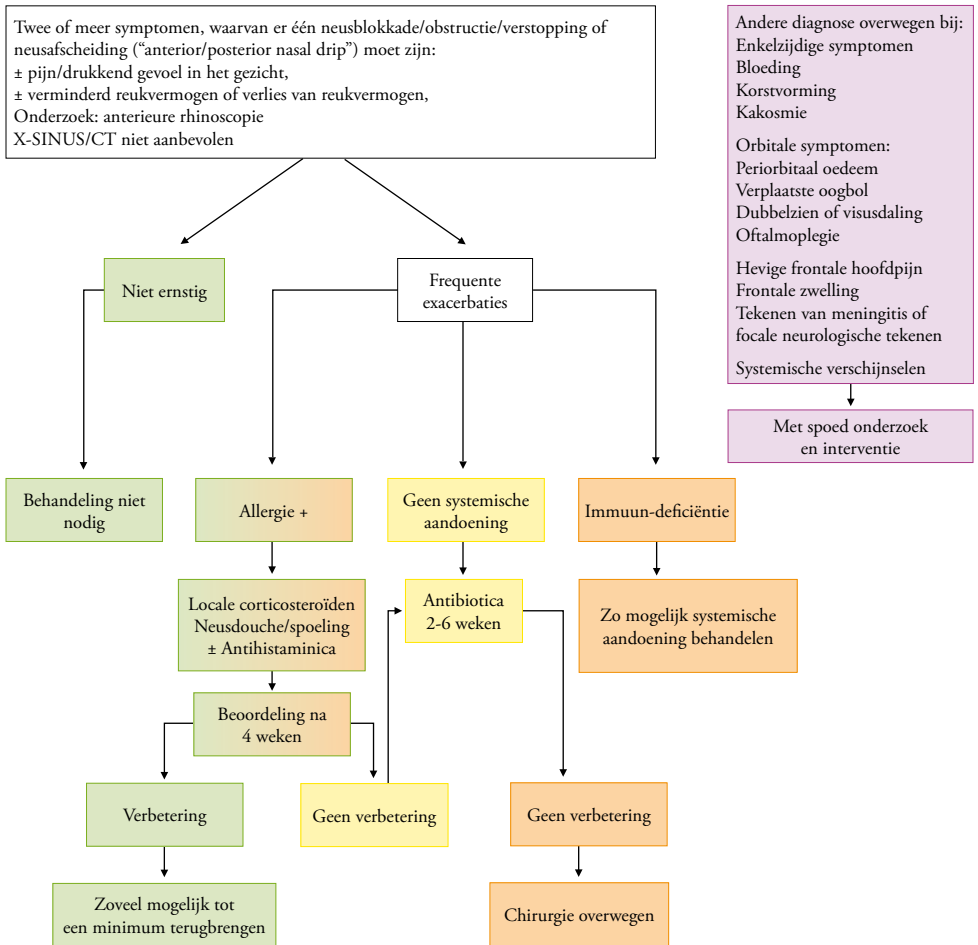 Twee of meer symptomen, waarvan er één neusblokkade/obstructie/verstopping of
neusafscheiding (“anterior/posterior nasal drip”) moet zijn:
± pijn/drukkend gevoel in het gezicht,
± verminderd reukvermogen of verlies van reukvermogen,
Onderzoek: anterieure rhinoscopie
X-SINUS/CT niet aanbevolen
Andere diagnose overwegen bij:
Enkelzijdige symptomen
Bloeding
Korstvorming
Kakosmie
Orbitale symptomen:
Periorbitaal oedeem
Verplaatste oogbol
Dubbelzien of visusdaling
Oftalmoplegie
Hevige frontale hoofdpijn
Frontale zwelling
Tekenen van meningitis of
focale neurologische tekenen
Systemische verschijnselen
Met spoed onderzoek
en interventie
Niet ernstig
Frequente
exacerbaties
Behandeling niet
nodig
Allergie +
Geen systemische
aandoening
Immuun-deficiëntie
Locale corticosteroïden
Neusdouche/spoeling
± Antihistaminica
Antibiotica
2-6 weken
Zo mogelijk systemische
aandoening behandelen
Beoordeling na
4 weken
Verbetering
Geen verbetering
Geen verbetering
Zoveel mogelijk tot
een minimum terugbrengen
Chirurgie overwegen